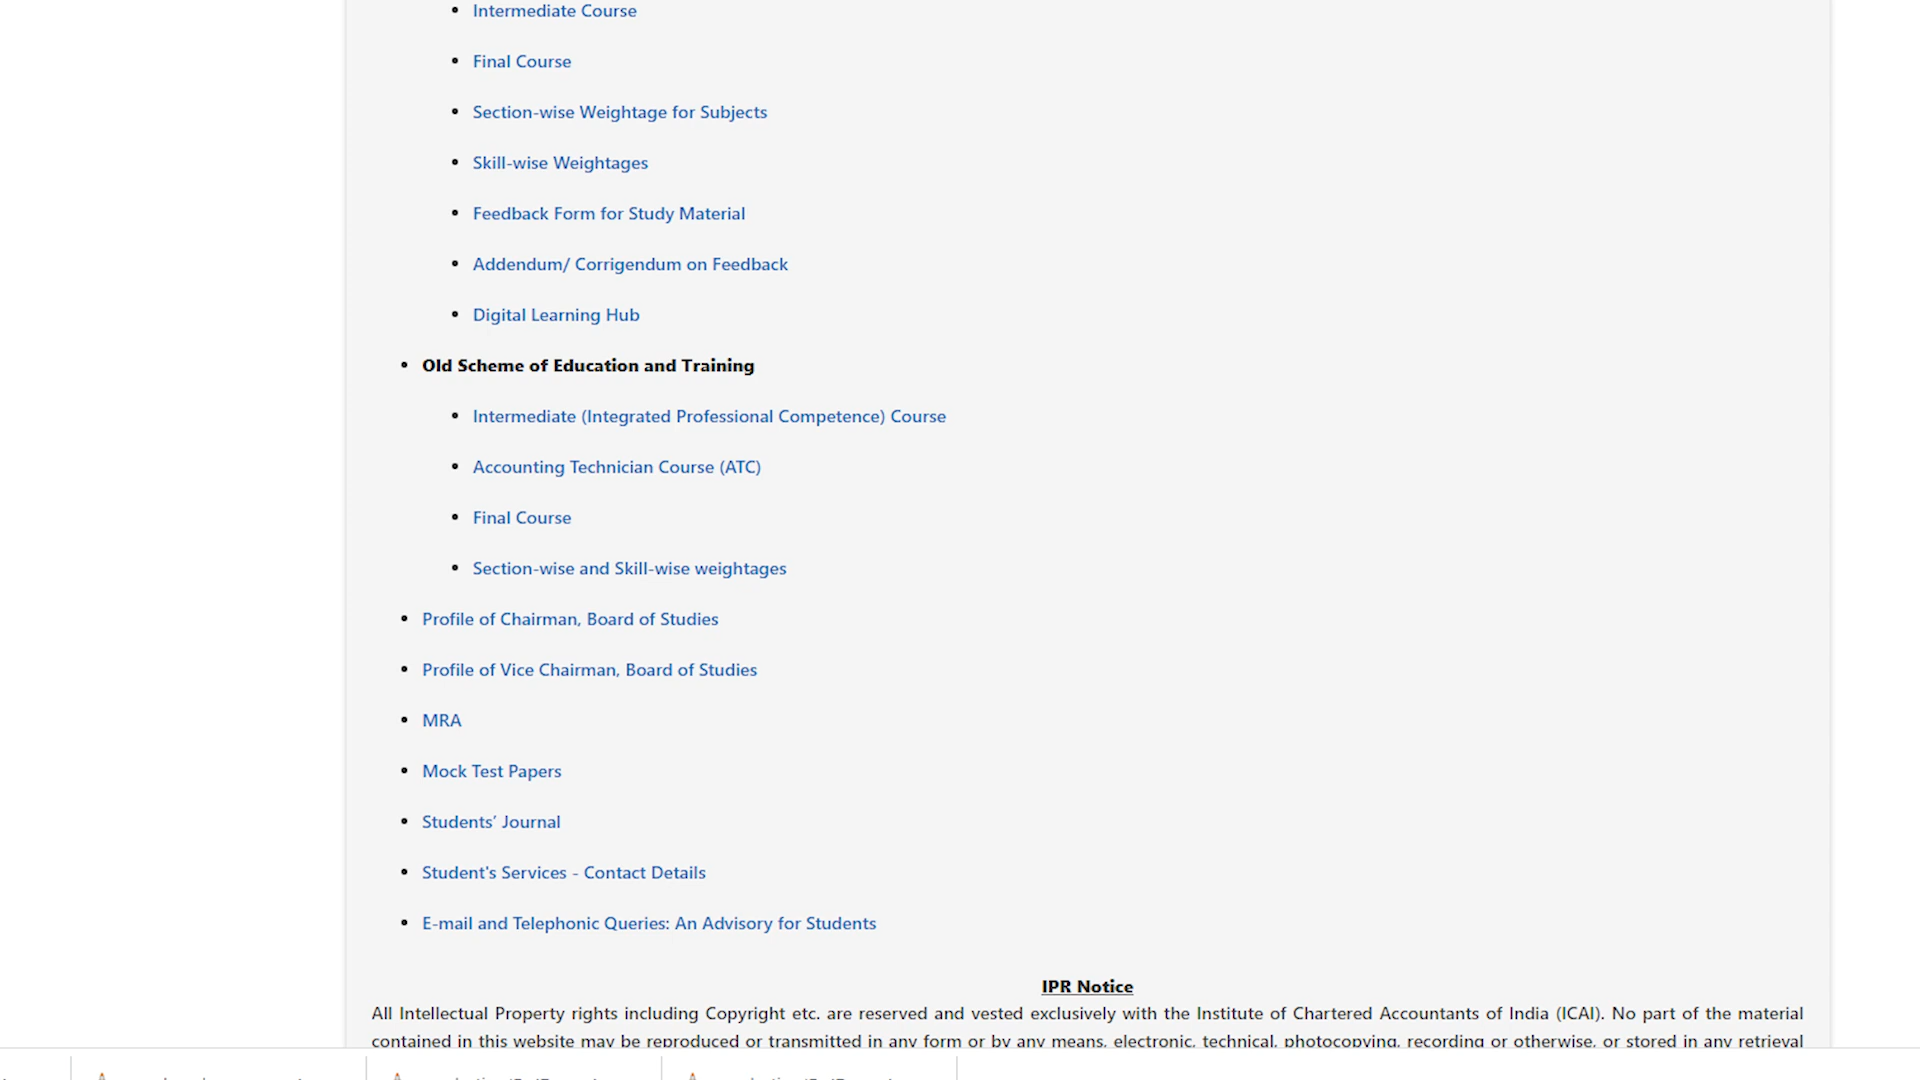 Intermediate Course
Final Course
Section-wise Weightage for Subjects
Skill-wise Weightages
Feedback Form for Study Material
Addendum/ Corrigendum on Feedback
Digital Learning Hub
Old Scheme of Education and Training
Intermediate (Integrated Professional Competence) Course
Accounting Technician Course (ATC)
Final Course
Section-wise and Skill-wise weightages
Profile of Chairman, Board of Studies
Profile of Vice Chairman, Board of Studies
MRA
Mock Test Papers
Students’ Journal
Student's Services - Contact Details
E-mail and Telephonic Queries: An Advisory for Students
IPR Notice
All Intellectual Property rights including Copyright etc. are reserved and vested exclusively with the Institute of Chartered Accountants of India (ICAI). No part of the material
contained in this website may be reproduced or transmitted in any form or by any means, electronic, technical, photocopying, recording or otherwise, or stored in any retrieval